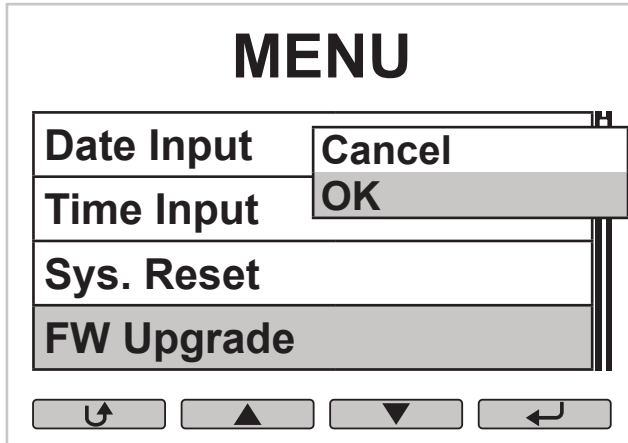 MENU
Date Input
Cancel
OK
Time Input
Sys. Reset
FW Upgrade